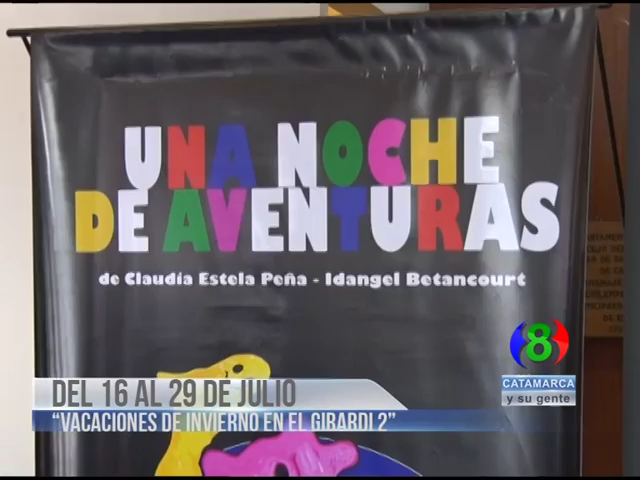 UNA NOCHE
DE AVENTURAS
de Claudia Estela Peña - Idangel Betancourt
8
CATAMARCA
y su gente
DEL 16 AL 29 DE JULIO
“VACACIONES DE INVIERNO EN EL GIRARDI 2”